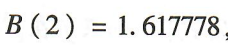 B(2) = 1.617778,